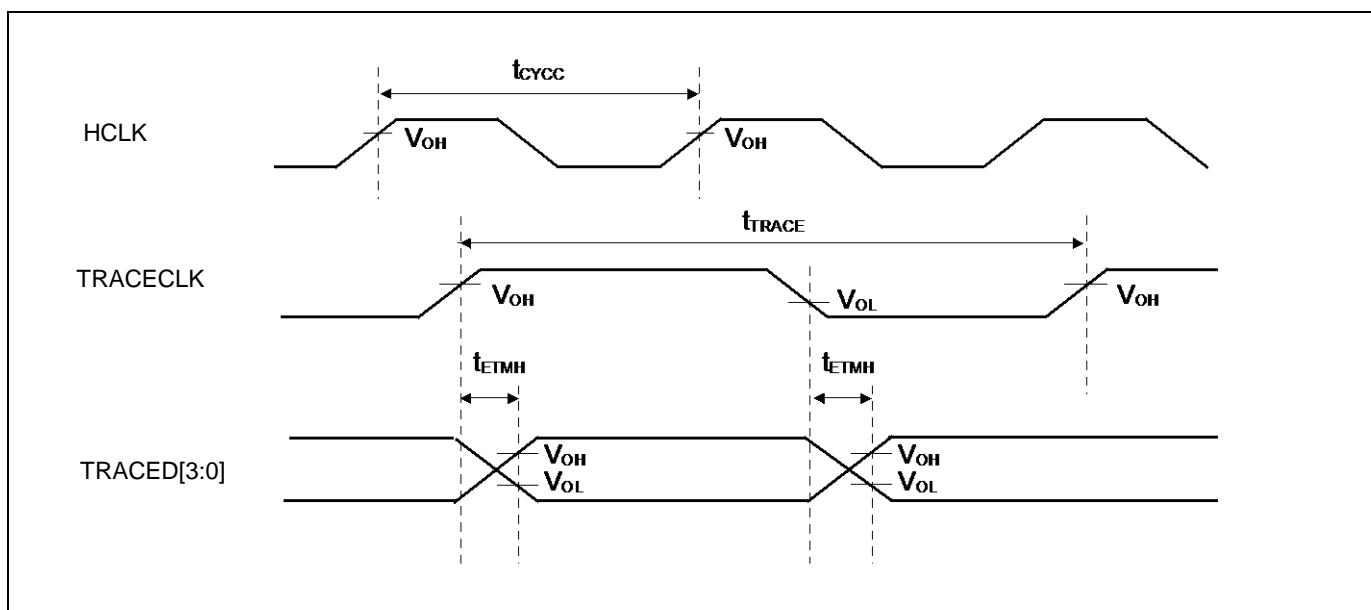 tCYCC
HCLK
VOH
VOH
tTRACE
TRACECLK
VOH
VOL
VOH
tETMH
tETMH
TRACED[3:0]
VOH
VOH
VOL
VOL